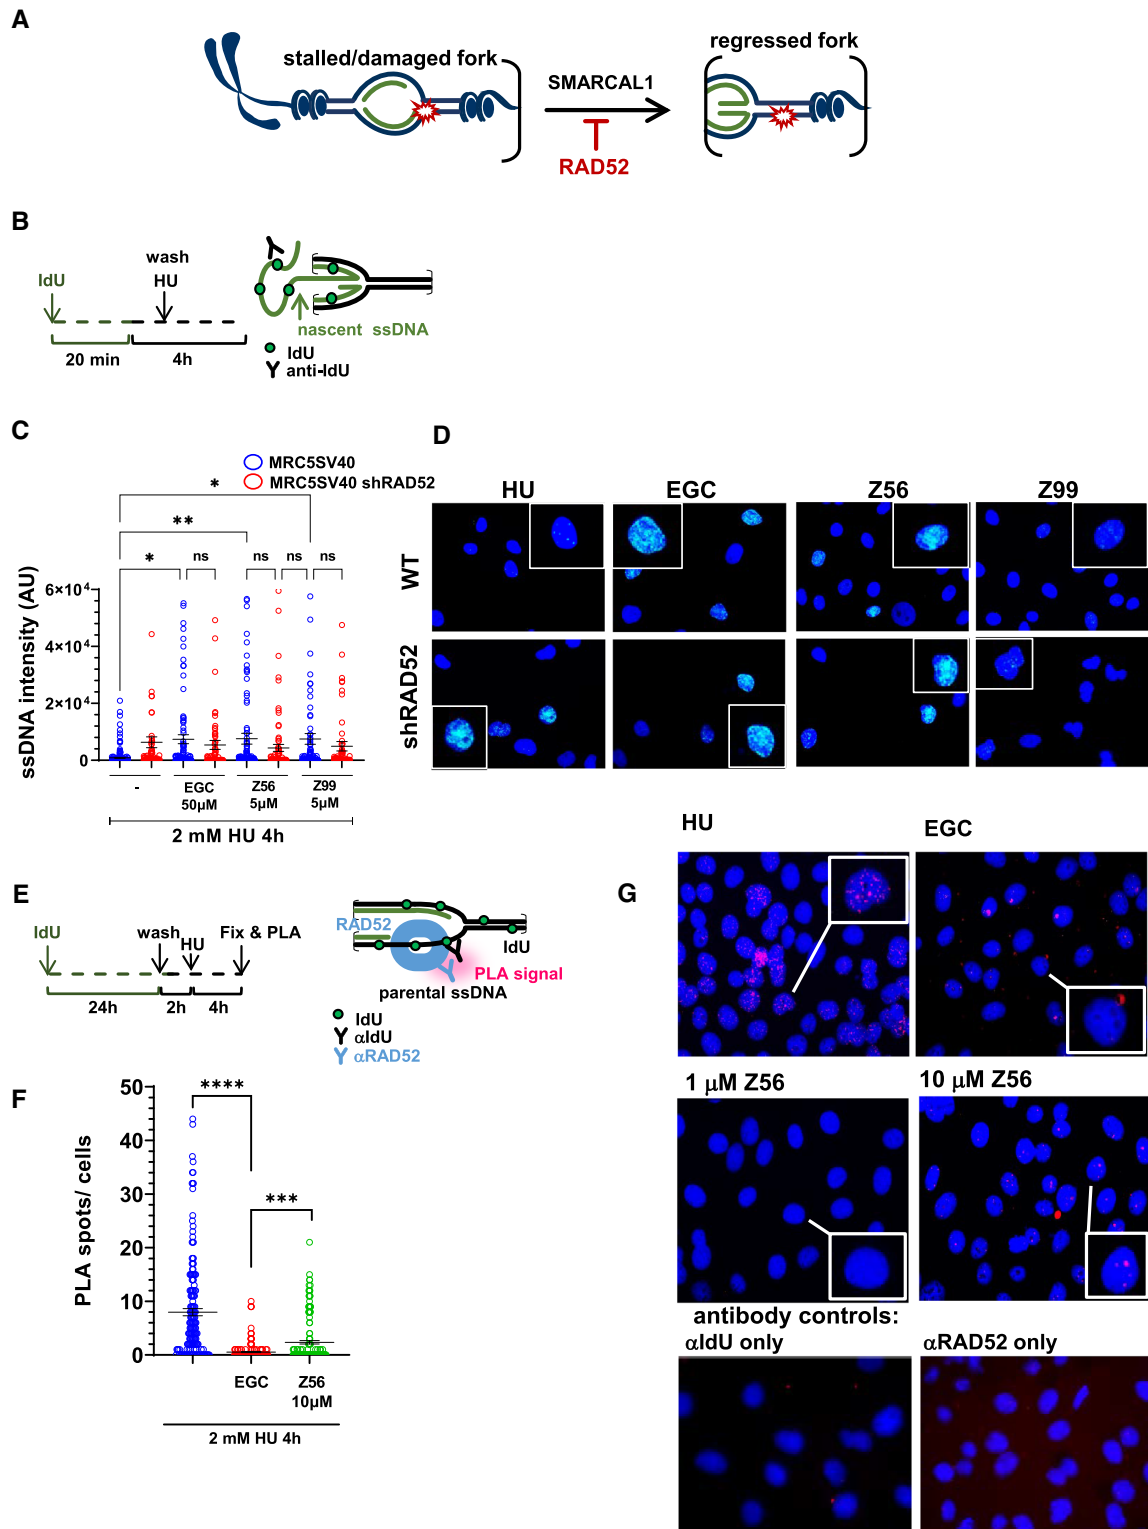 A
stalled/damaged fork
SMARCAL1
RAD52
regressed fork
B
IdU
wash
HU
20 min
4h
nascent ssDNA
IdU
anti-IdU
C
MRC5SV40
MRC5SV40 shRAD52
*
**
*
ns
ns
ns
ns
ssDNA intensity (AU)
6×10⁴
4×10⁴
2×10⁴
0
-
EGC
50μM
Z56
5μM
Z99
5μM
2 mM HU 4h
D
HU
EGC
Z56
Z99
WT
shRAD52
E
IdU
wash
HU
Fix & PLA
24h
2h
4h
RAD52
IdU
PLA signal
parental ssDNA
IdU
αIdU
αRAD52
F
PLA spots/ cells
50
40
30
20
10
0
****
***
EGC
Z56
10μM
2 mM HU 4h
G
HU
EGC
1 μM Z56
10 μM Z56
antibody controls:
αIdU only
αRAD52 only